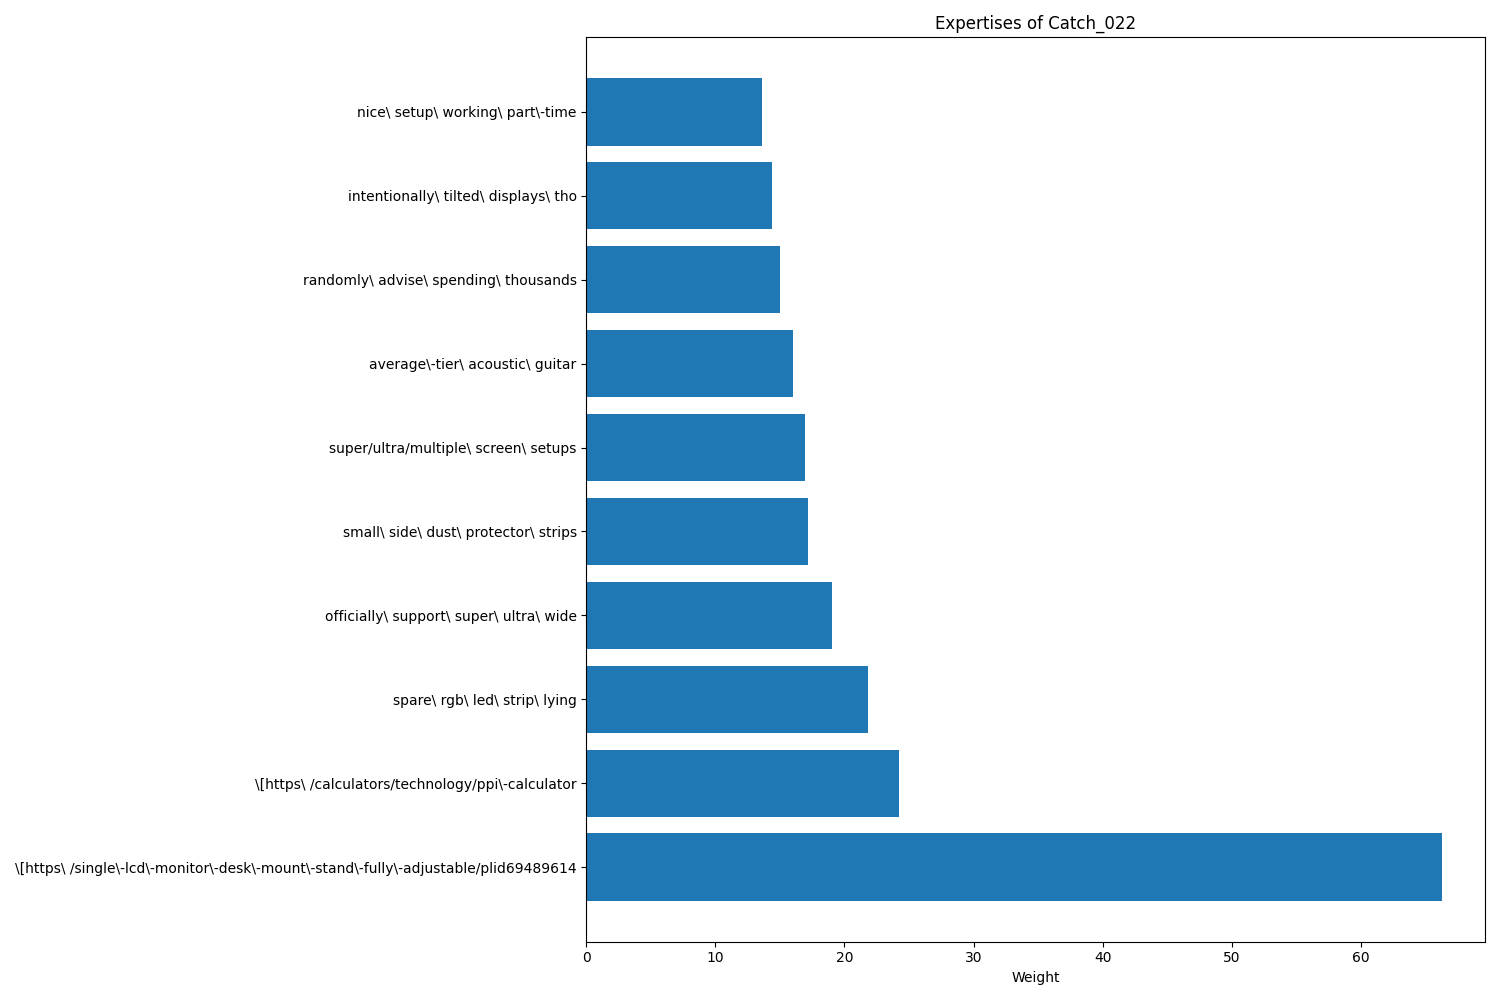 Expertises of Catch_022
nice\ setup\ working\ part\-time
intentionally\ tilted\ displays\ tho
randomly\ advise\ spending\ thousands
average\-tier\ acoustic\ guitar
super/ultra/multiple\ screen\ setups
small\ side\ dust\ protector\ strips
officially\ support\ super\ ultra\ wide
spare\ rgb\ led\ strip\ lying
\[https\ /calculators/technology/ppi\-calculator
\[https\ /single\-lcd\-monitor\-desk\-mount\-stand\-fully\-adjustable/plid69489614
0 10 20 30 40 50 60
Weight